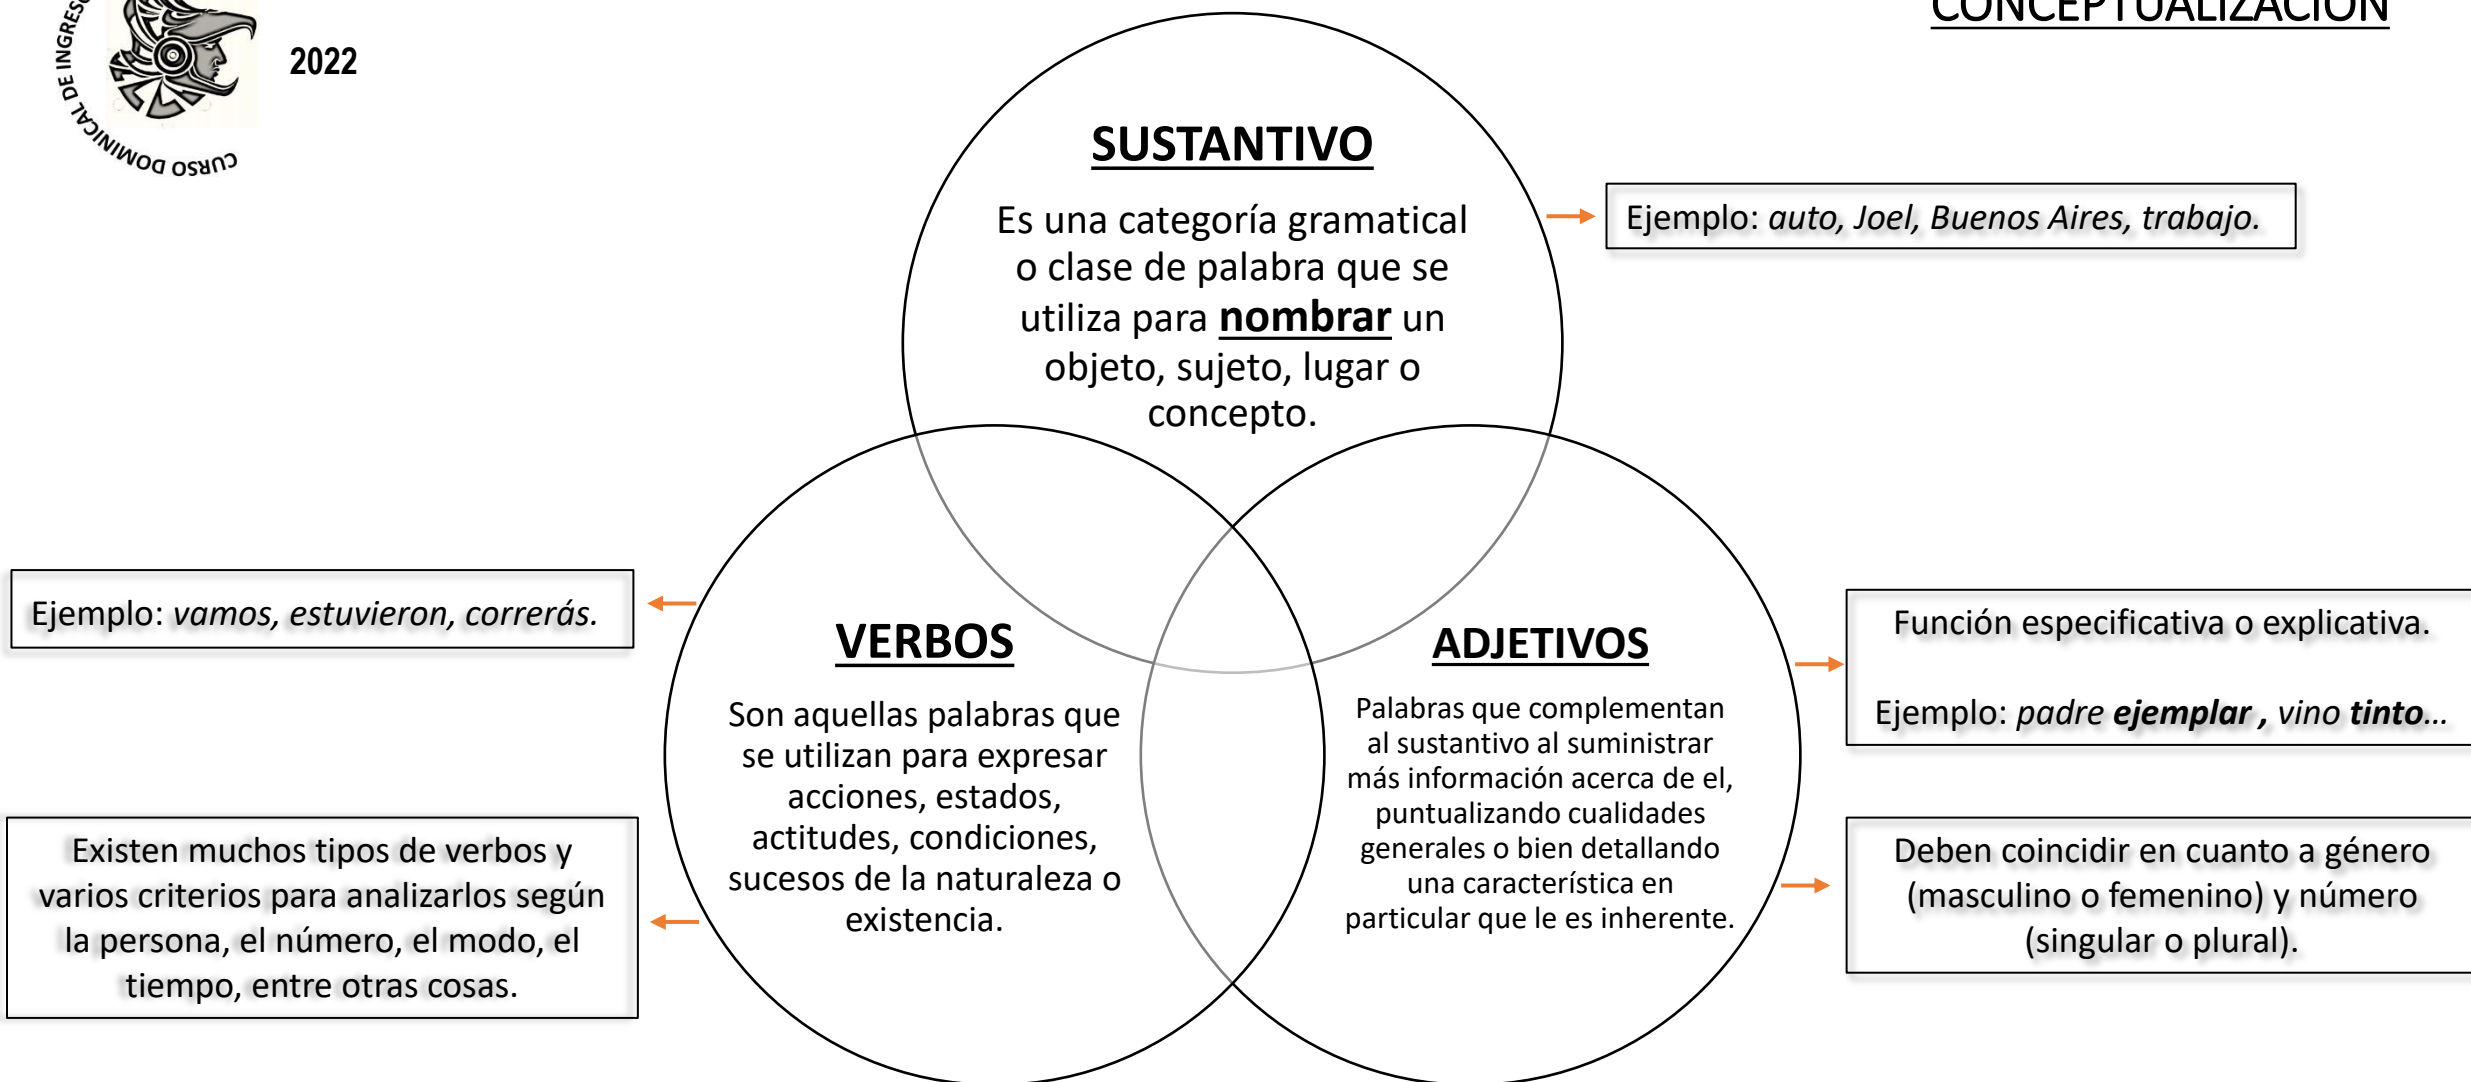 CONCEPTUALIZACIÓN
CURSO DOMINICAL DE INGRESO
2022
SUSTANTIVO
Es una categoría gramatical
o clase de palabra que se
utiliza para nombrar un
objeto, sujeto, lugar o
concepto.
Ejemplo: auto, Joel, Buenos Aires, trabajo.
Ejemplo: vamos, estuvieron, correrás.
VERBOS
Son aquellas palabras que
se utilizan para expresar
acciones, estados,
actitudes, condiciones,
sucesos de la naturaleza o
existencia.
Existen muchos tipos de verbos y
varios criterios para analizarlos según
la persona, el número, el modo, el
tiempo, entre otras cosas.
ADJETIVOS
Palabras que complementan
al sustantivo al suministrar
más información acerca de el,
puntualizando cualidades
generales o bien detallando
una característica en
particular que le es inherente.
Función especificativa o explicativa.
Ejemplo: padre ejemplar , vino tinto...
Deben coincidir en cuanto a género
(masculino o femenino) y número
(singular o plural).